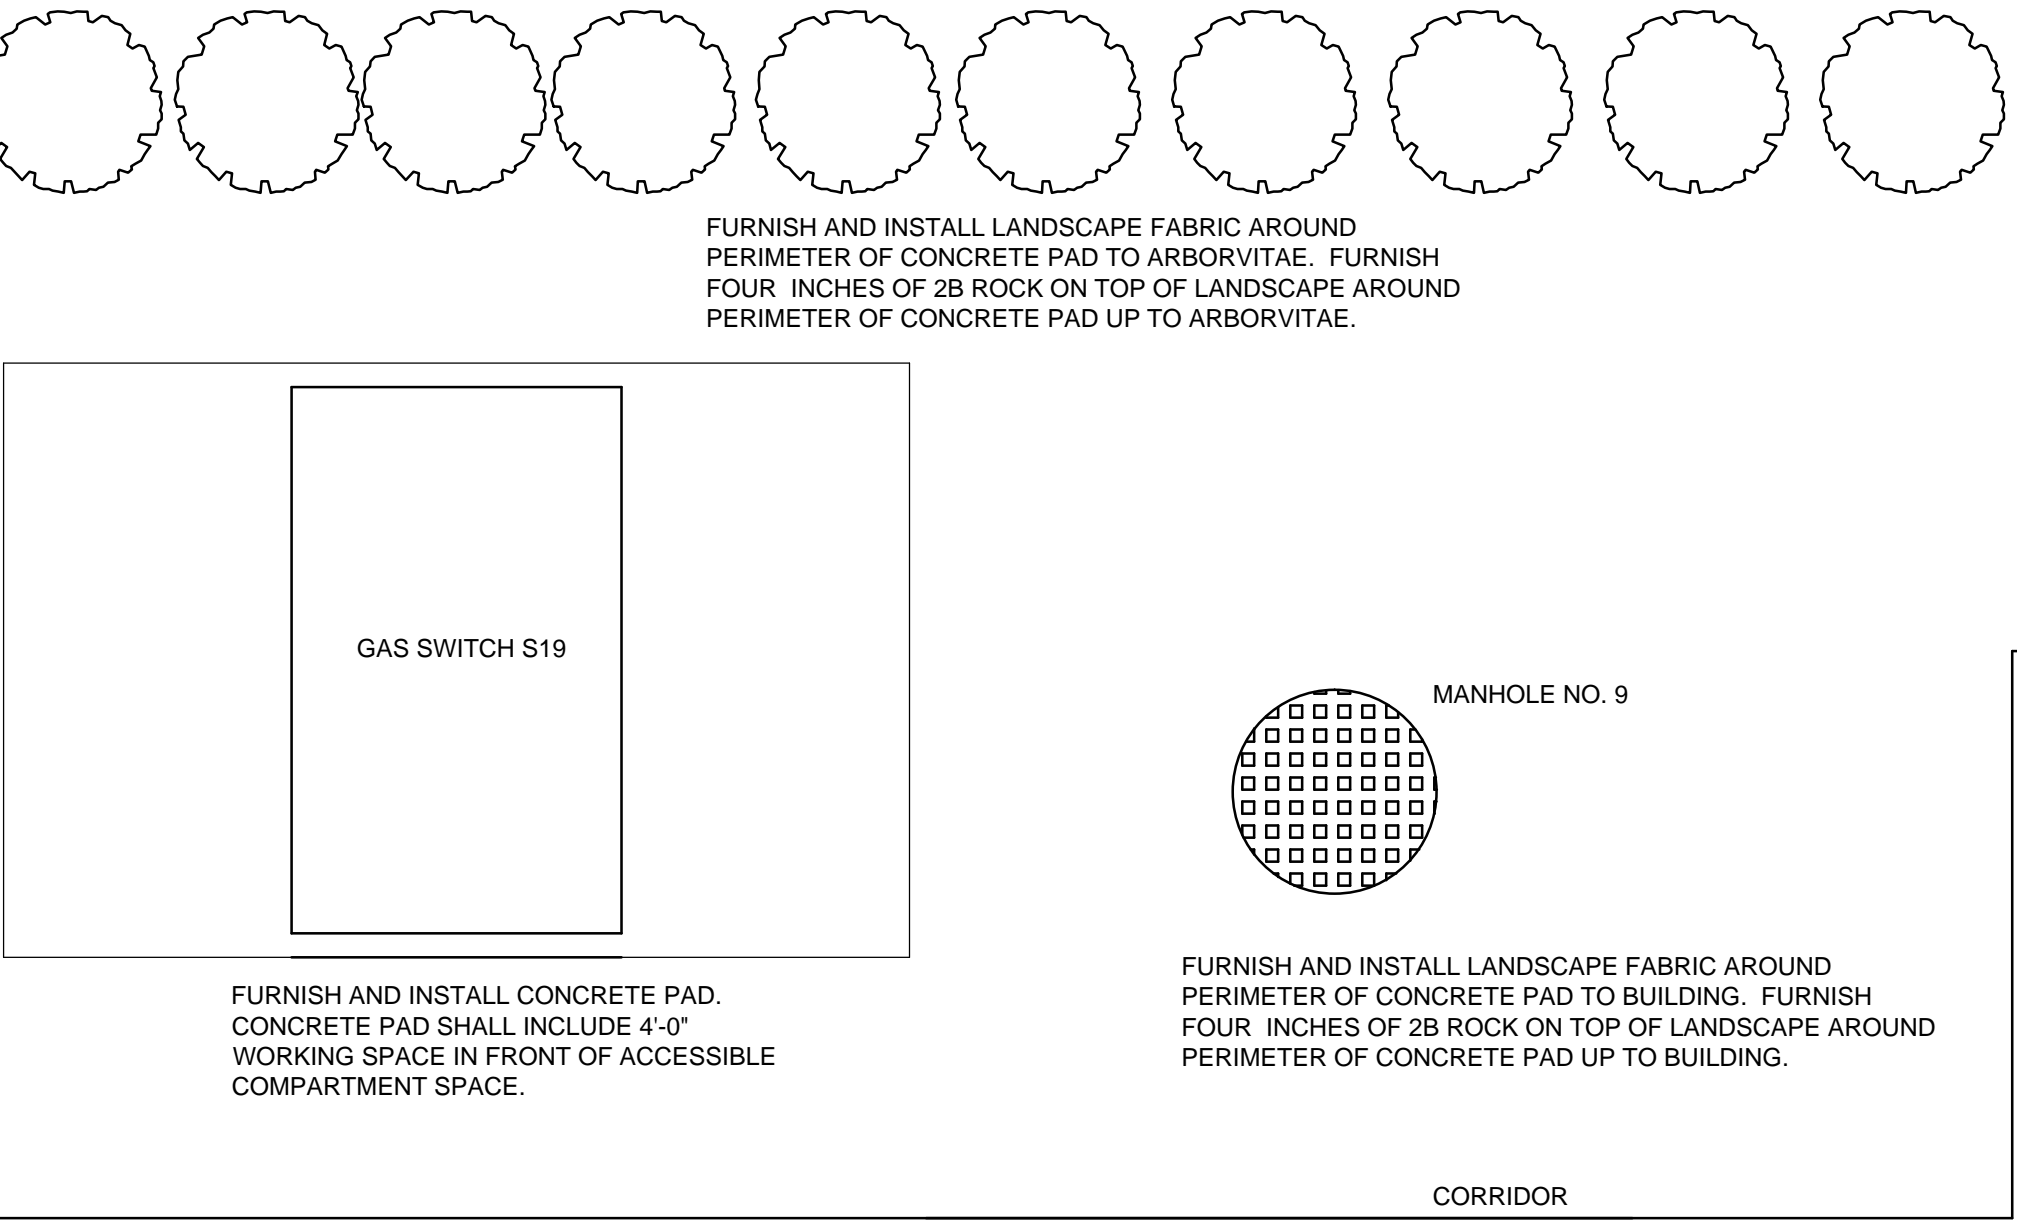 FURNISH AND INSTALL LANDSCAPE FABRIC AROUND
PERIMETER OF CONCRETE PAD TO ARBORVITAE.  FURNISH
FOUR  INCHES OF 2B ROCK ON TOP OF LANDSCAPE AROUND
PERIMETER OF CONCRETE PAD UP TO ARBORVITAE.
GAS SWITCH S19
MANHOLE NO. 9
FURNISH AND INSTALL CONCRETE PAD.
CONCRETE PAD SHALL INCLUDE 4'-0"
WORKING SPACE IN FRONT OF ACCESSIBLE
COMPARTMENT SPACE.
FURNISH AND INSTALL LANDSCAPE FABRIC AROUND
PERIMETER OF CONCRETE PAD TO BUILDING.  FURNISH
FOUR  INCHES OF 2B ROCK ON TOP OF LANDSCAPE AROUND
PERIMETER OF CONCRETE PAD UP TO BUILDING.
CORRIDOR